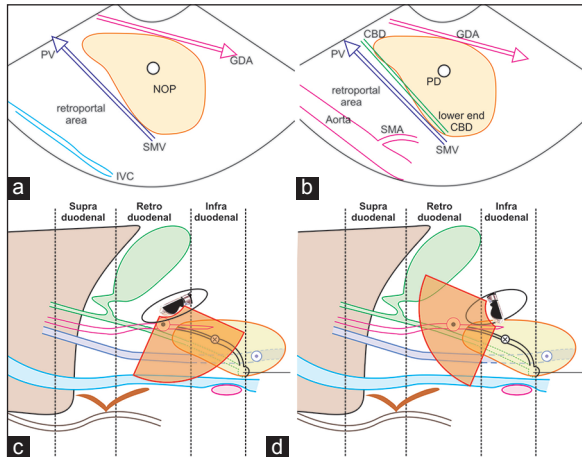 PV
GDA
NOP
retroportal
area
SMV
IVC
a
CBD
GDA
PV
PD
retroportal
area
lower end
CBD
Aorta
SMA
SMV
b
Supra
duodenal
Retro
duodenal
Infra
duodenal
c
Supra
duodenal
Retro
duodenal
Infra
duodenal
d